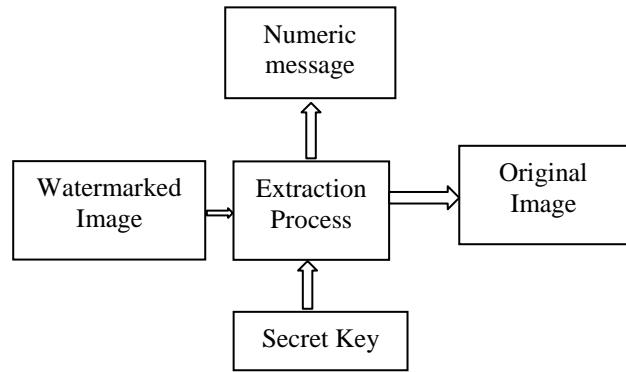 Numeric
message
Watermarked
Image
Extraction
Process
Original
Image
Secret Key